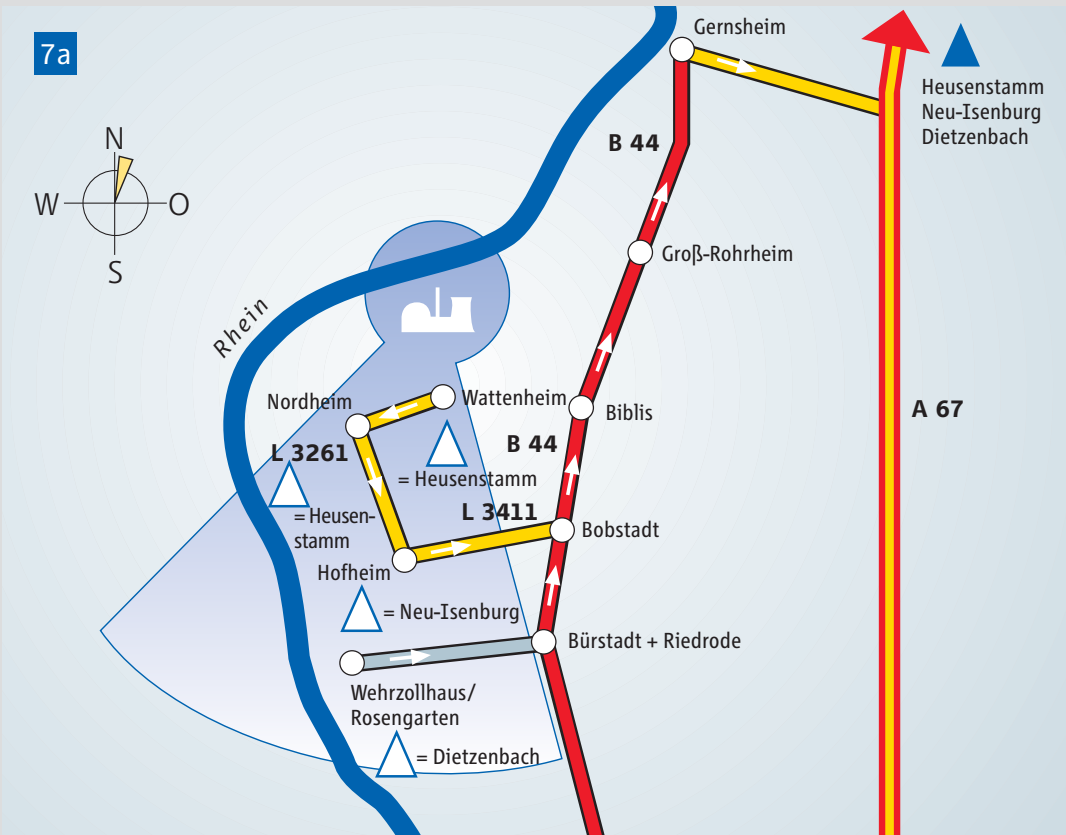 7a
Gernsheim
Heusenstamm
Neu-Isenburg
Dietzenbach
N
W
O
S
B 44
Groß-Rohrheim
Rhein
Nordheim
Wattenheim
Biblis
A 67
L 3261
B 44
= Heusenstamm
= Heusen-
stamm
L 3411
Bobstadt
Hofheim
= Neu-Isenburg
Bürstadt + Riedrode
Wehrzollhaus/
Rosengarten
= Dietzenbach